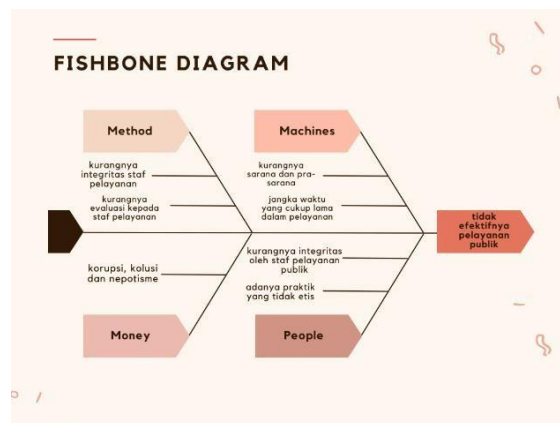 FISHBONE DIAGRAM
Method
Machines
kurangnya
integritas staf
pelayanan
kurangnya
evaluasi kepada
staf pelayanan
kurangnya
sarana dan pra-
sarana
jangka waktu
yang cukup lama
dalam pelayanan
tidak
efektifnya
pelayanan
publik
korupsi, kolusi
dan nepotisme
kurangnya integritas
oleh staf pelayanan
publik
adanya praktik
yang tidak etis
Money
People